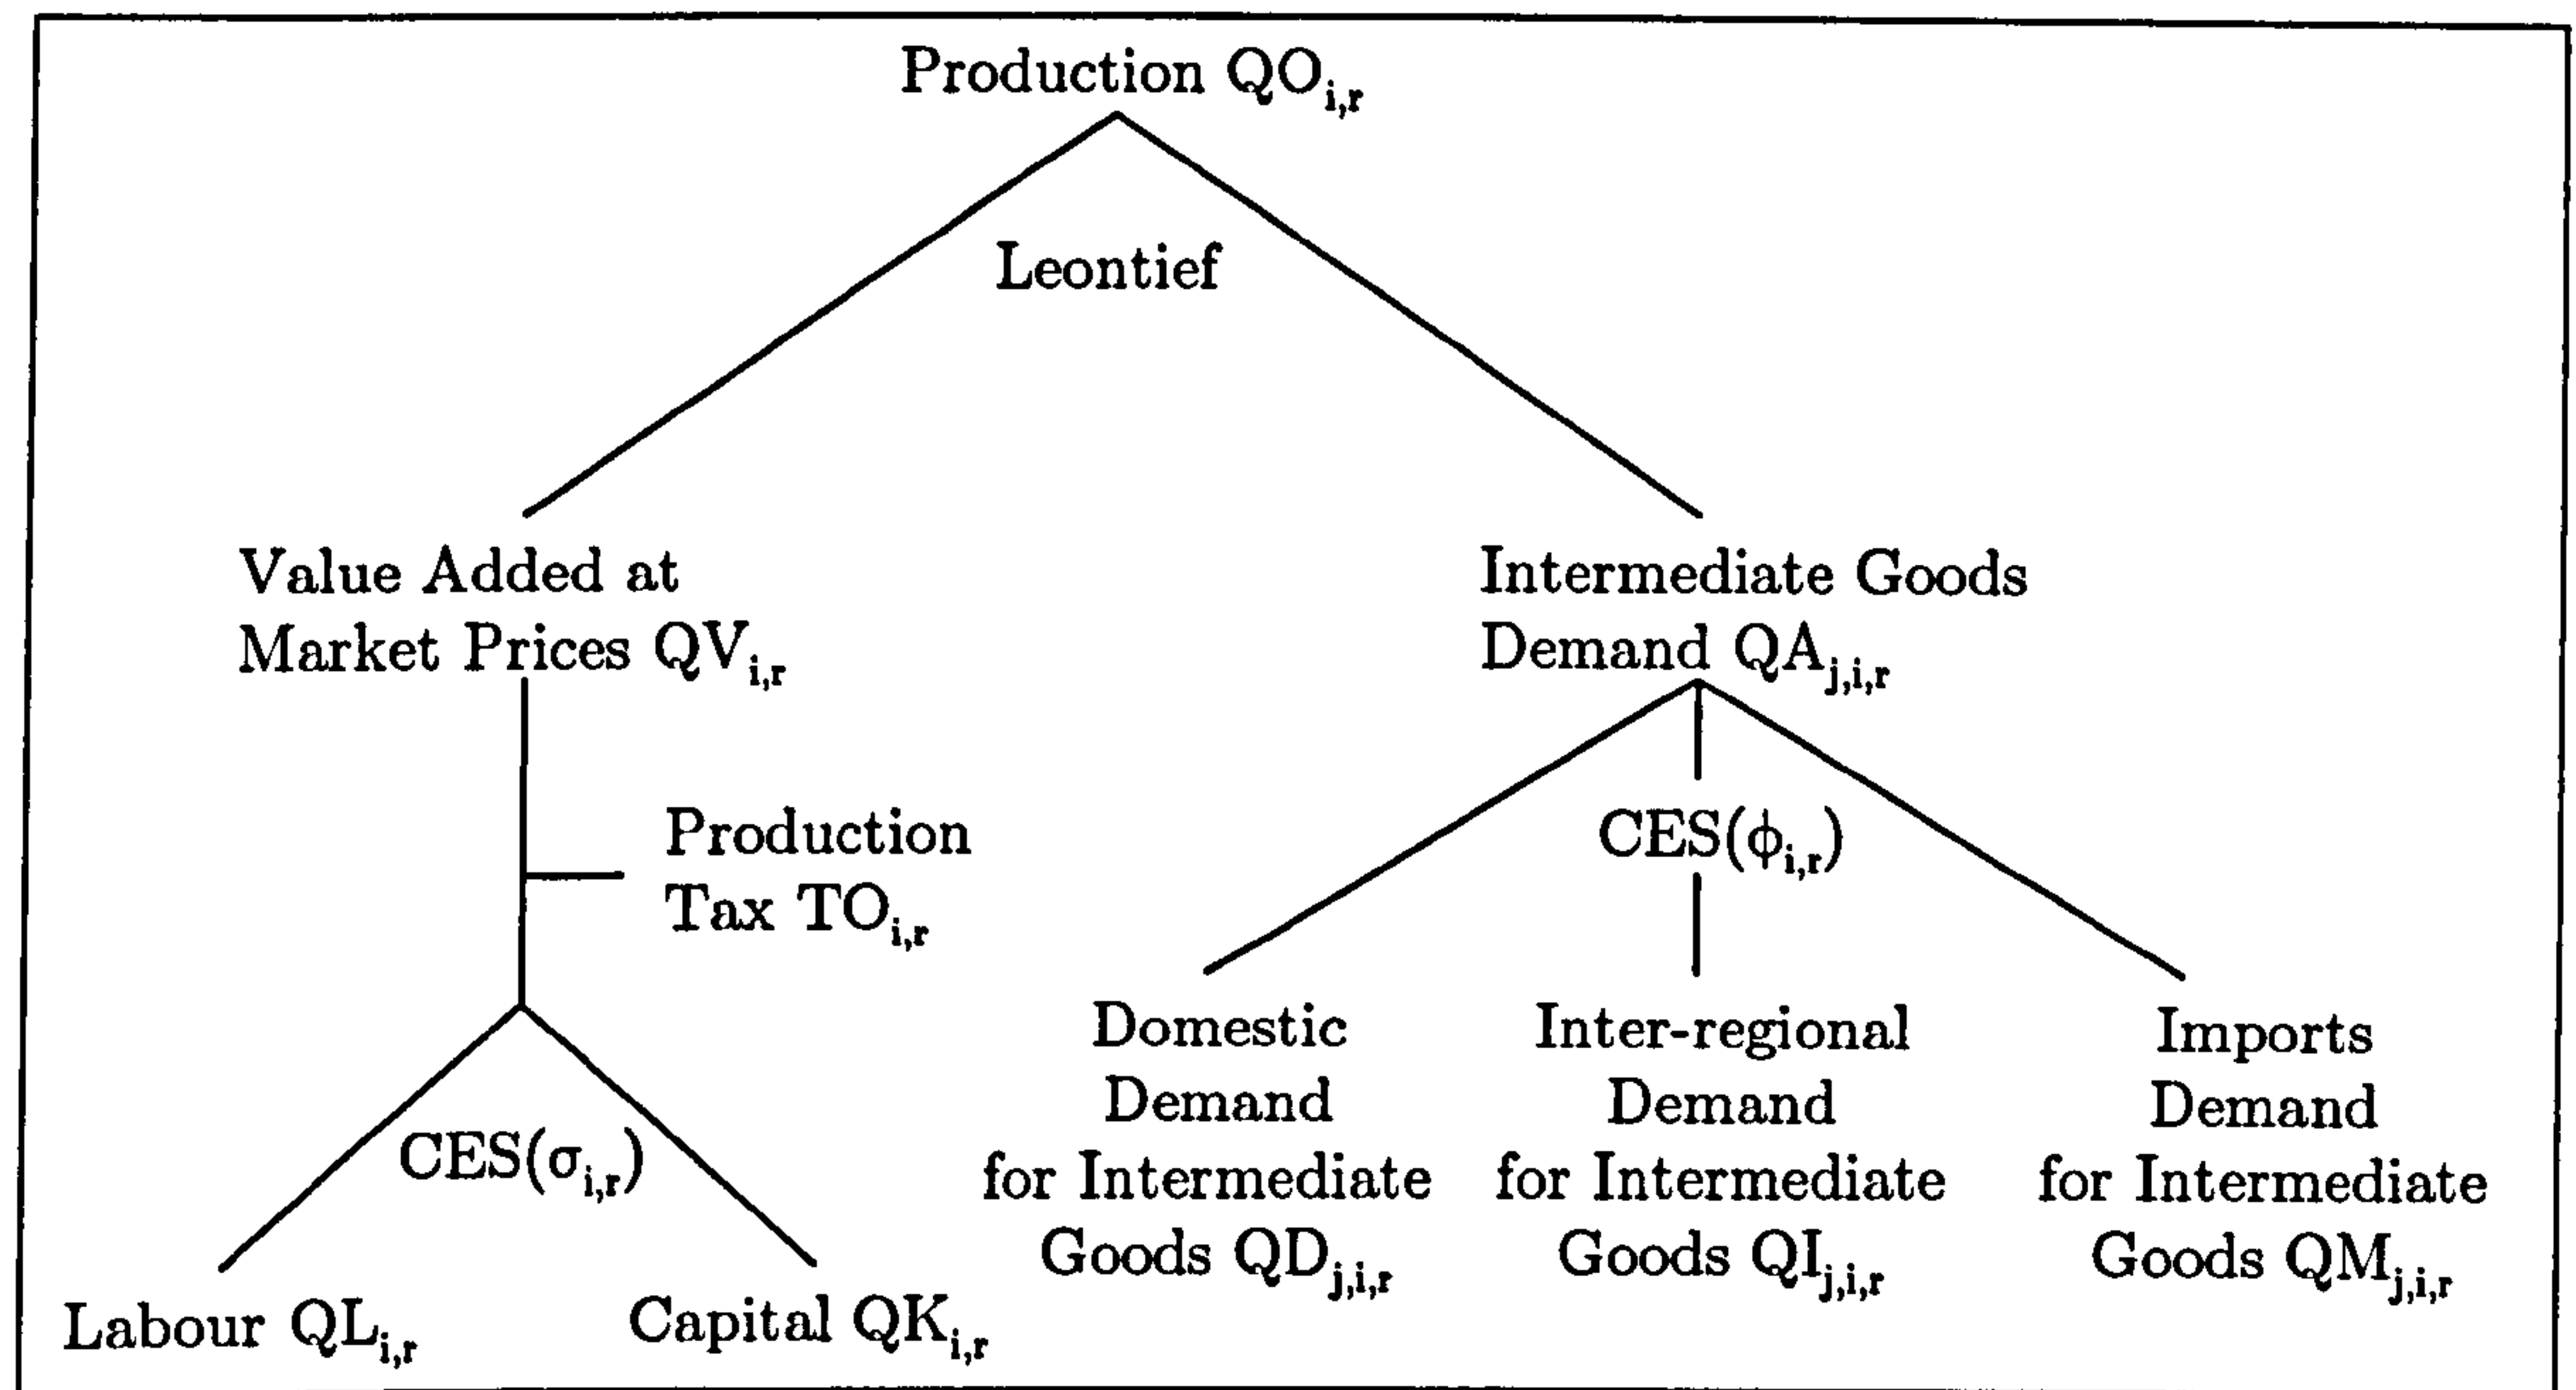 Production QO_{i,r}
Leontief
Value Added at
Market Prices QV_{i,r}
Intermediate Goods
Demand QA_{j,i,r}
Production
Tax TO_{i,r}
CES(ϕ_{i,r})
CES(σ_{i,r})
Labour QL_{i,r}
Capital QK_{i,r}
Domestic
Demand
for Intermediate
Goods QD_{j,i,r}
Inter-regional
Demand
for Intermediate
Goods QI_{j,i,r}
Imports
Demand
for Intermediate
Goods QM_{j,i,r}